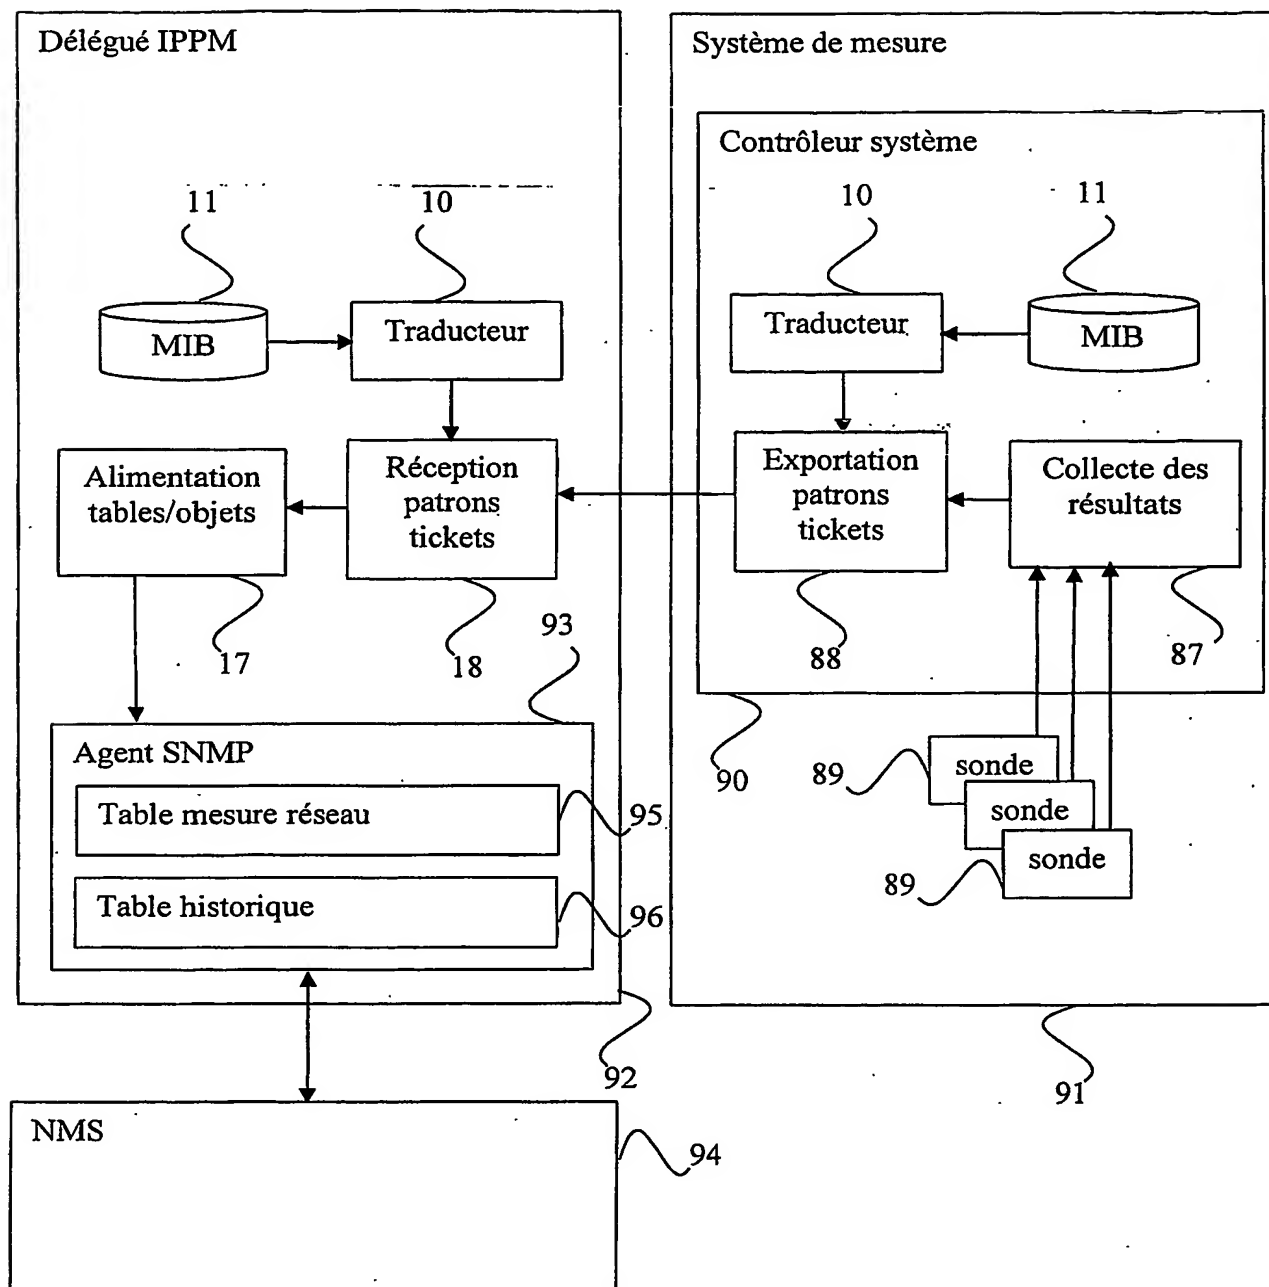 Délégué IPPM
11
10
MIB
Traducteur
Alimentation
tables/objets
Réception
patrons
tickets
17
18
93
Agent SNMP
Table mesure réseau
95
Table historique
96
92
NMS
94
Système de mesure
Contrôleur système
10
11
Traducteur
MIB
Exportation
patrons
tickets
Collecte des
résultats
88
87
90
89
sonde
sonde
sonde
89
91